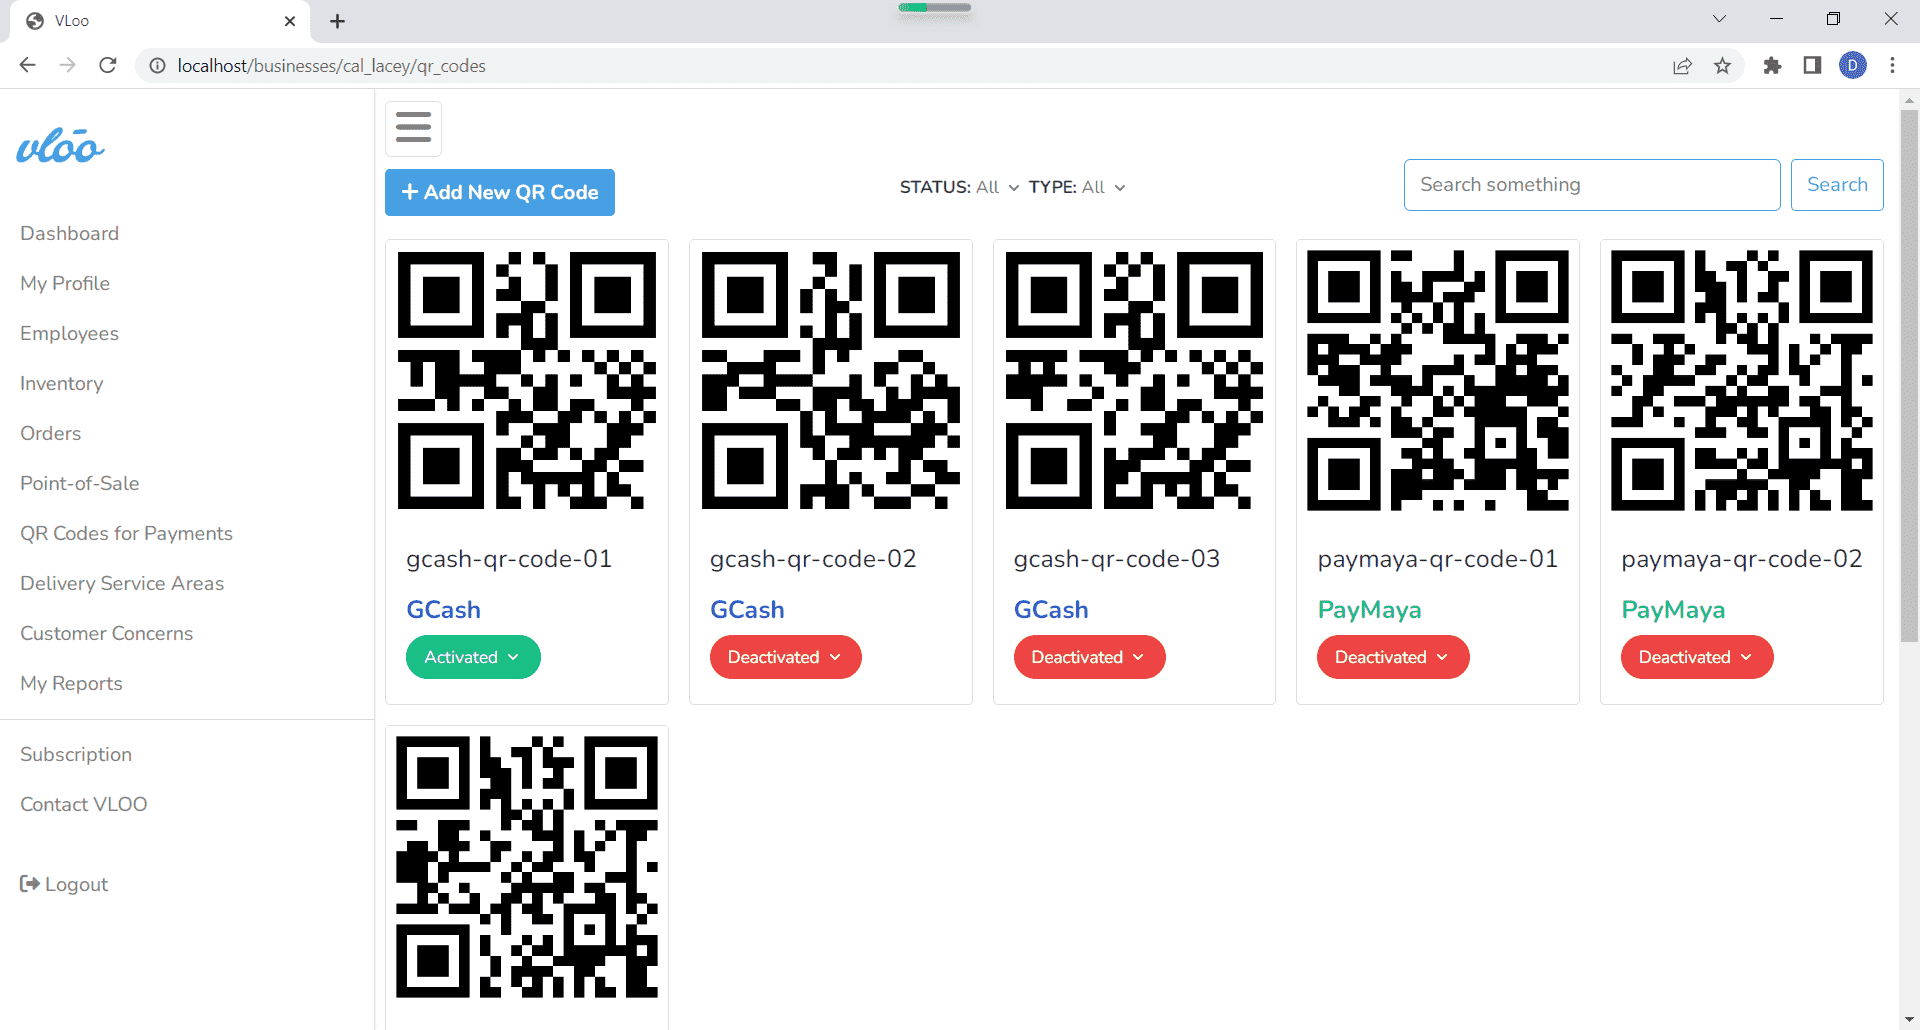 VLoo
localhost/businesses/cal_lacey/qr_codes
D
vloo
Dashboard
My Profile
Employees
Inventory
Orders
Point-of-Sale
QR Codes for Payments
Delivery Service Areas
Customer Concerns
My Reports
Subscription
Contact VLOO
Logout
+ Add New QR Code
STATUS: All TYPE: All
Search something
Search
gcash-qr-code-01
GCash
Activated
gcash-qr-code-02
GCash
Deactivated
gcash-qr-code-03
GCash
Deactivated
paymaya-qr-code-01
PayMaya
Deactivated
paymaya-qr-code-02
PayMaya
Deactivated